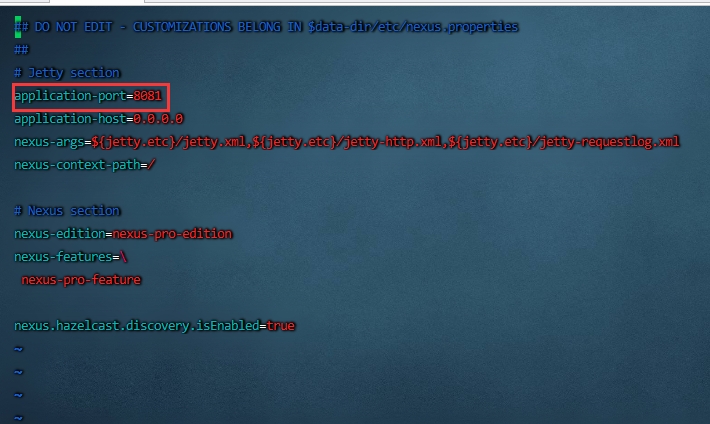 ## DO NOT EDIT - CUSTOMIZATIONS BELONG IN $data-dir/etc/nexus.properties
##
# Jetty section
application-port=8081
application-host=0.0.0.0
nexus-args=${jetty.etc}/jetty.xml,${jetty.etc}/jetty-http.xml,${jetty.etc}/jetty-requestlog.xml
nexus-context-path=/
# Nexus section
nexus-edition=nexus-pro-edition
nexus-features=\
nexus-pro-feature
nexus.hazelcast.discovery.isEnabled=true
~
~
~
~